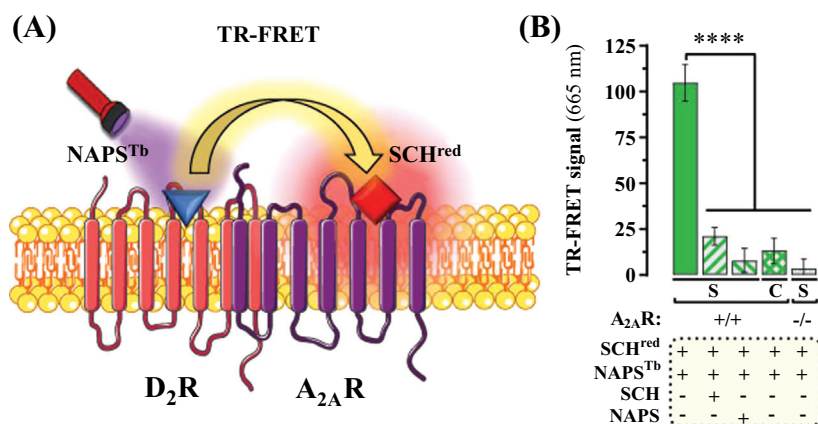 (A)
TR-FRET
NAPSTb
SCHred
D2R
A2AR
(B)
TR-FRET signal (665 nm)
125
100
75
50
25
0
****
S C S
A2AR: +/+ -/-
SCHred + + + + +
NAPSTb + + + + +
SCH - + - - -
NAPS - - + - -